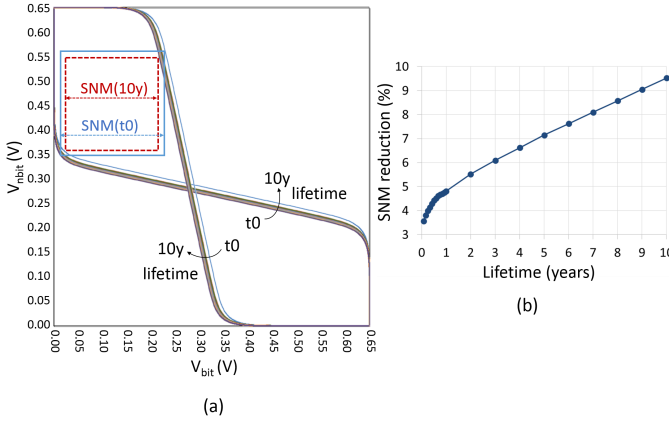 (a)
0.65
0.60
0.55
0.50
0.45
0.40
0.35
0.30
0.25
0.20
0.15
0.10
0.05
0.00
V_nbit (V)
SNM(10y)
SNM(t0)
10y
lifetime
t0
10y
t0
lifetime
0.00
0.05
0.10
0.15
0.20
0.25
0.30
0.35
0.40
0.45
0.50
0.55
0.60
0.65
V_bit (V)
(a)
(b)
10
9
8
7
6
5
4
3
SNM reduction (%)
0 1 2 3 4 5 6 7 8 9 10
Lifetime (years)
(b)